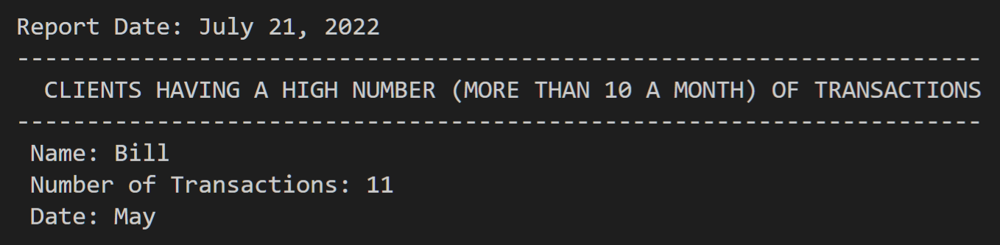 Report Date: July 21, 2022
---------------------------------------------------------------------
CLIENTS HAVING A HIGH NUMBER (MORE THAN 10 A MONTH) OF TRANSACTIONS
---------------------------------------------------------------------
Name: Bill
Number of Transactions: 11
Date: May